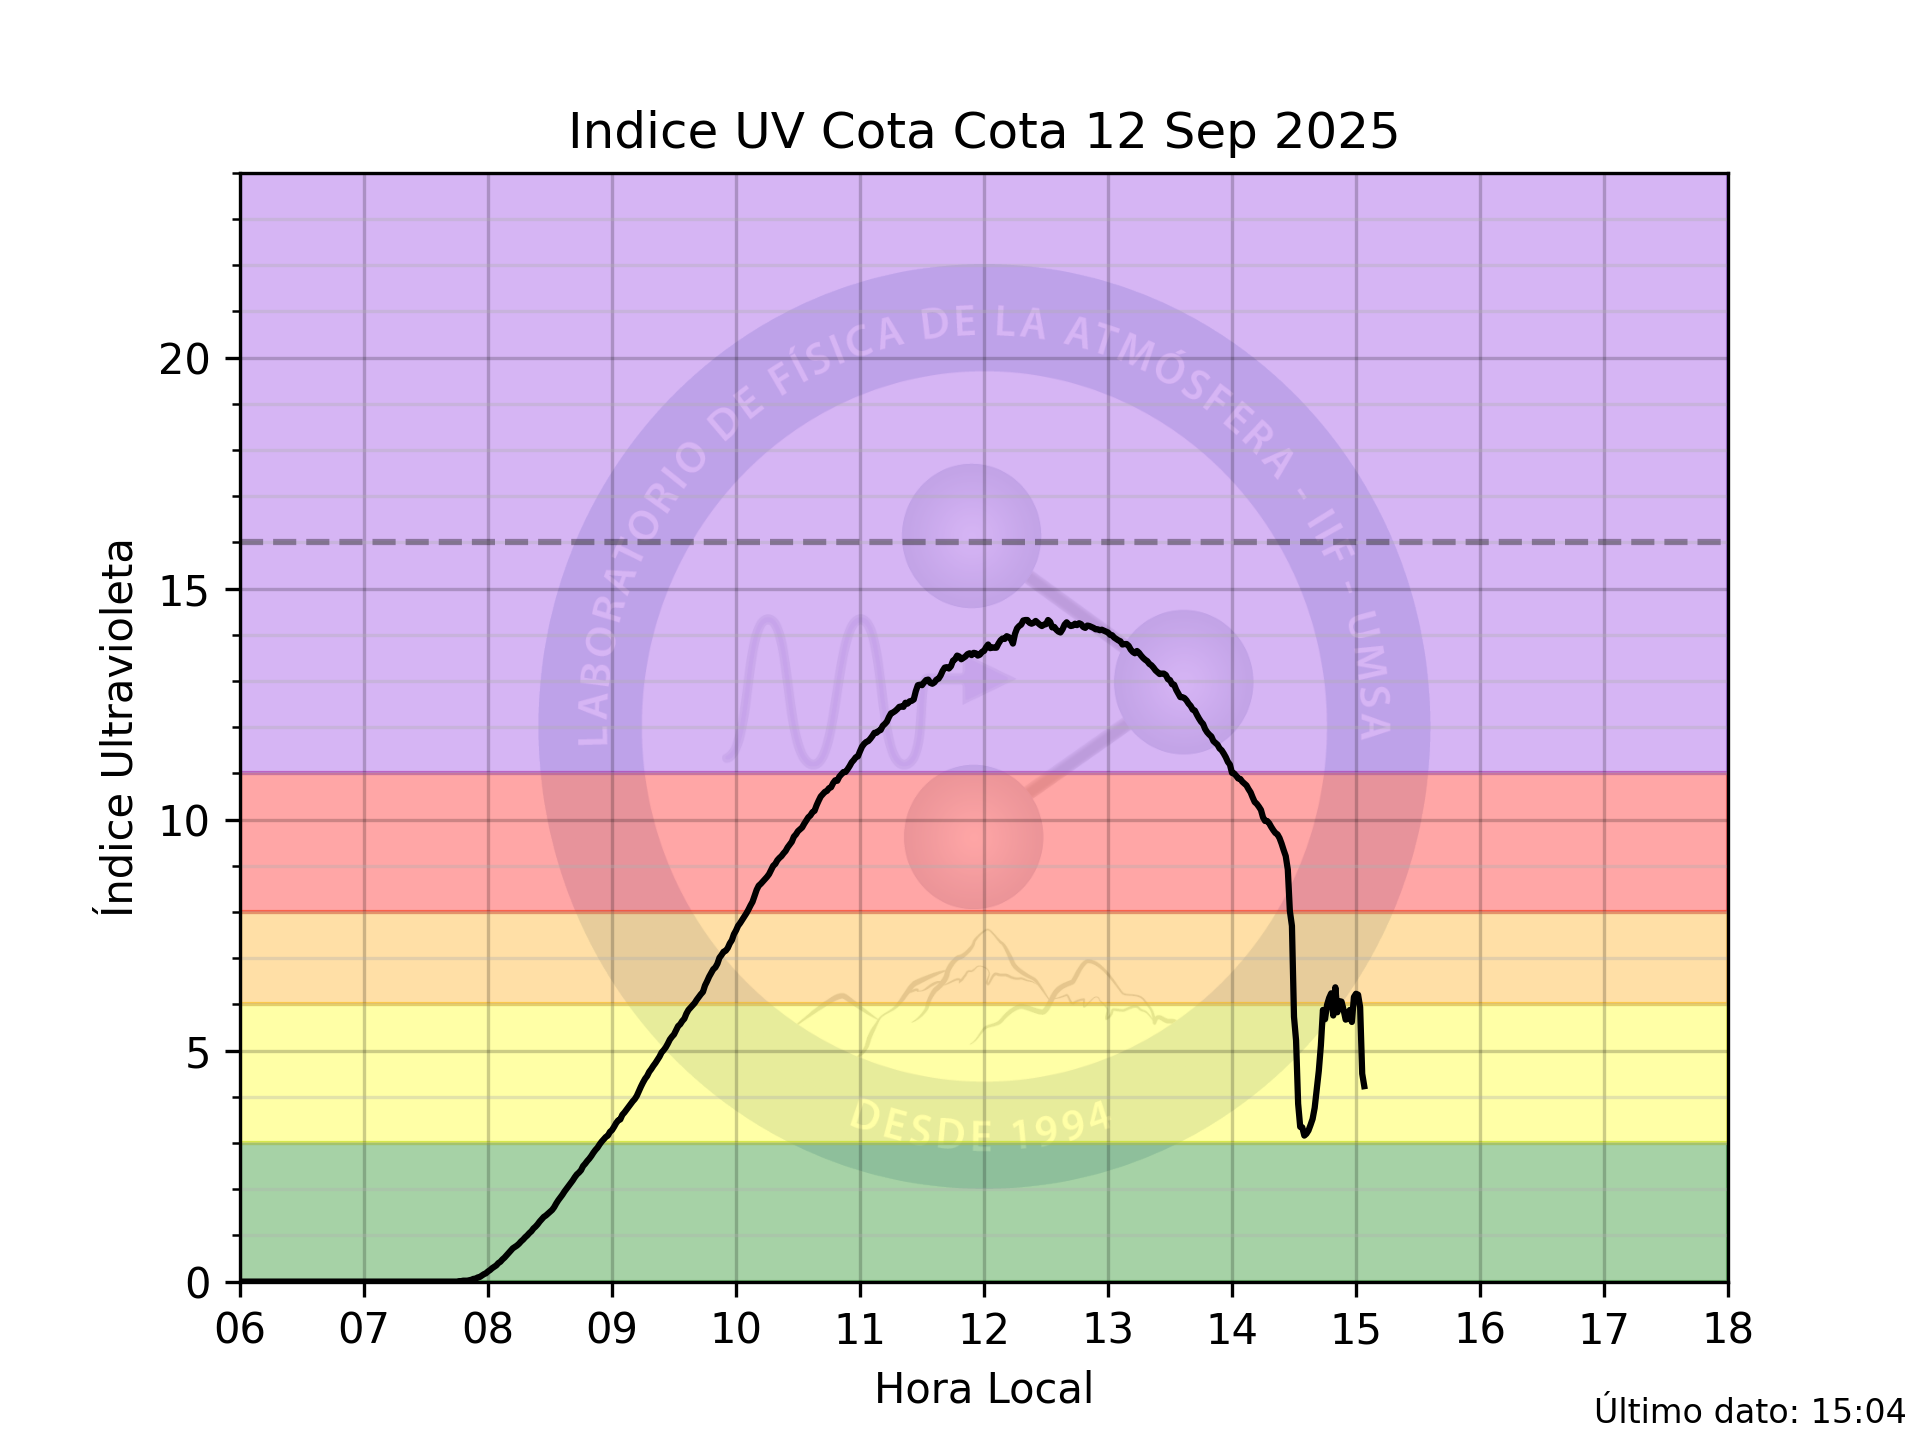 Indice UV Cota Cota 12 Sep 2025
Índice Ultravioleta
20
15
10
5
0
LABORATORIO DE FÍSICA DE LA ATMÓSFERA - IIF - UMSA
DESDE 1994
06 07 08 09 10 11 12 13 14 15 16 17 18
Hora Local
Último dato: 15:04